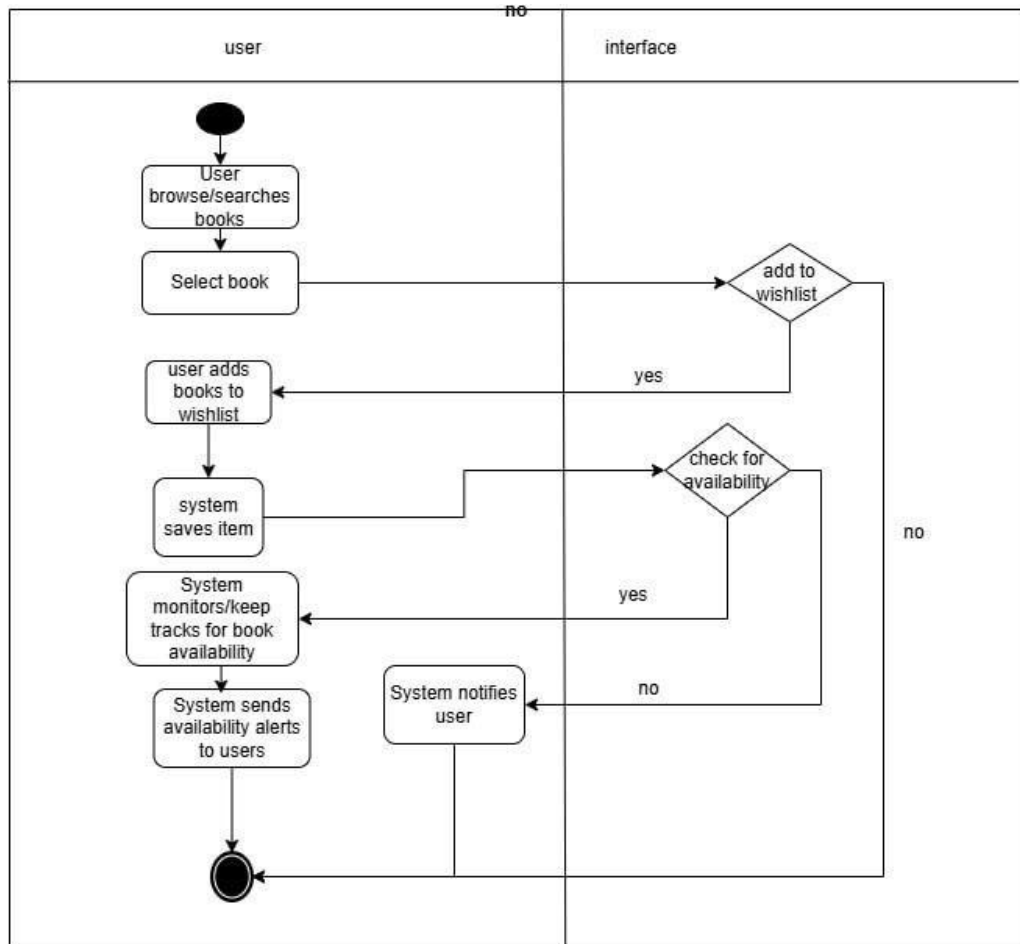 no
user
interface
User
browse/searches
books
Select book
add to
wishlist
user adds
books to
wishlist
yes
check for
availability
system
saves item
no
System
monitors/keep
tracks for book
availability
yes
System notifies
user
no
System sends
availability alerts
to users